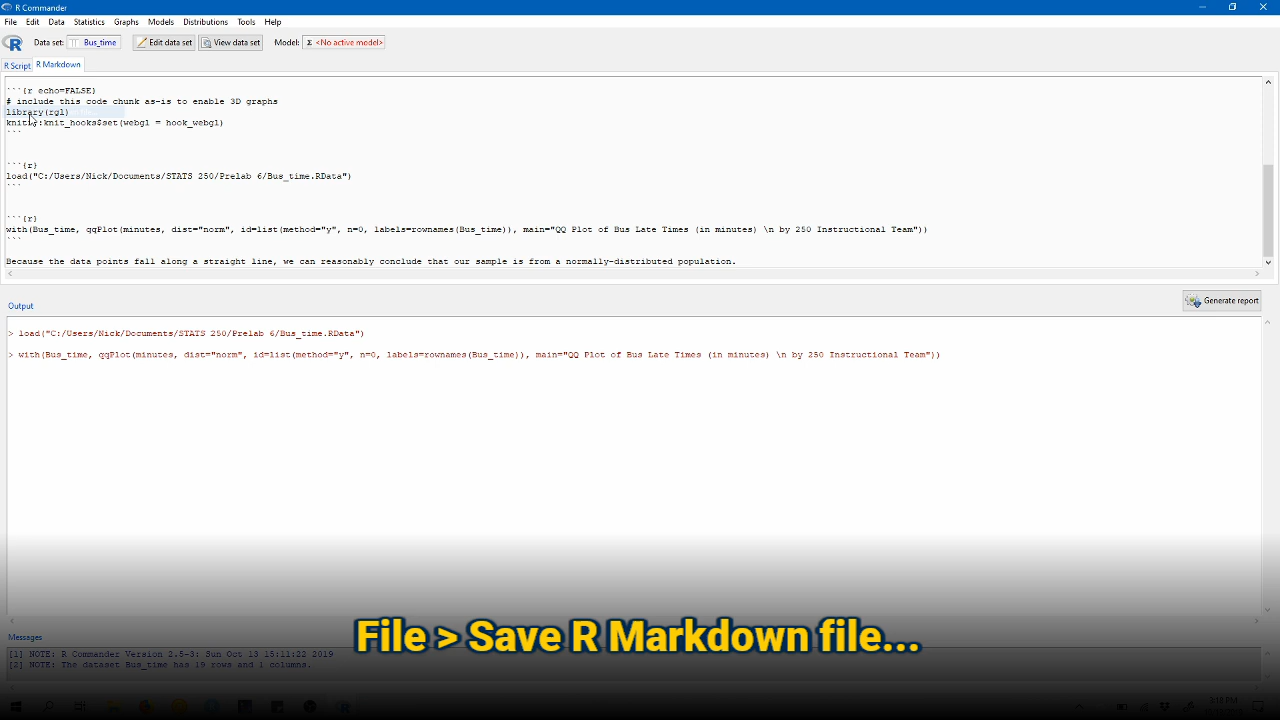 R Commander
File Edit Data Statistics Graphs Models Distributions Tools Help
Data set: Bus_time Edit data set View data set Model: Σ <No active model>
R Script R Markdown
```{r echo=FALSE}
# include this code chunk as-is to enable 3D graphs
library(rgl)
knitr::knit_hooks$set(webgl = hook_webgl)
```
```{r}
load("C:/Users/Nick/Documents/STATS 250/Prelab 6/Bus_time.RData")
```
```{r}
with(Bus_time, qqPlot(minutes, dist="norm", id=list(method="y", n=0, labels=rownames(Bus_time)), main="QQ Plot of Bus Late Times (in minutes) \n by 250 Instructional Team"))
```
Because the data points fall along a straight line, we can reasonably conclude that our sample is from a normally-distributed population.
Output
Generate report
> load("C:/Users/Nick/Documents/STATS 250/Prelab 6/Bus_time.RData")
> with(Bus_time, qqPlot(minutes, dist="norm", id=list(method="y", n=0, labels=rownames(Bus_time)), main="QQ Plot of Bus Late Times (in minutes) \n by 250 Instructional Team"))
File > Save R Markdown file...
Messages
[1] NOTE: R Commander Version 2.5-3: Sun Oct 13 15:11:22 2019
[2] NOTE: The dataset Bus_time has 19 rows and 1 columns.